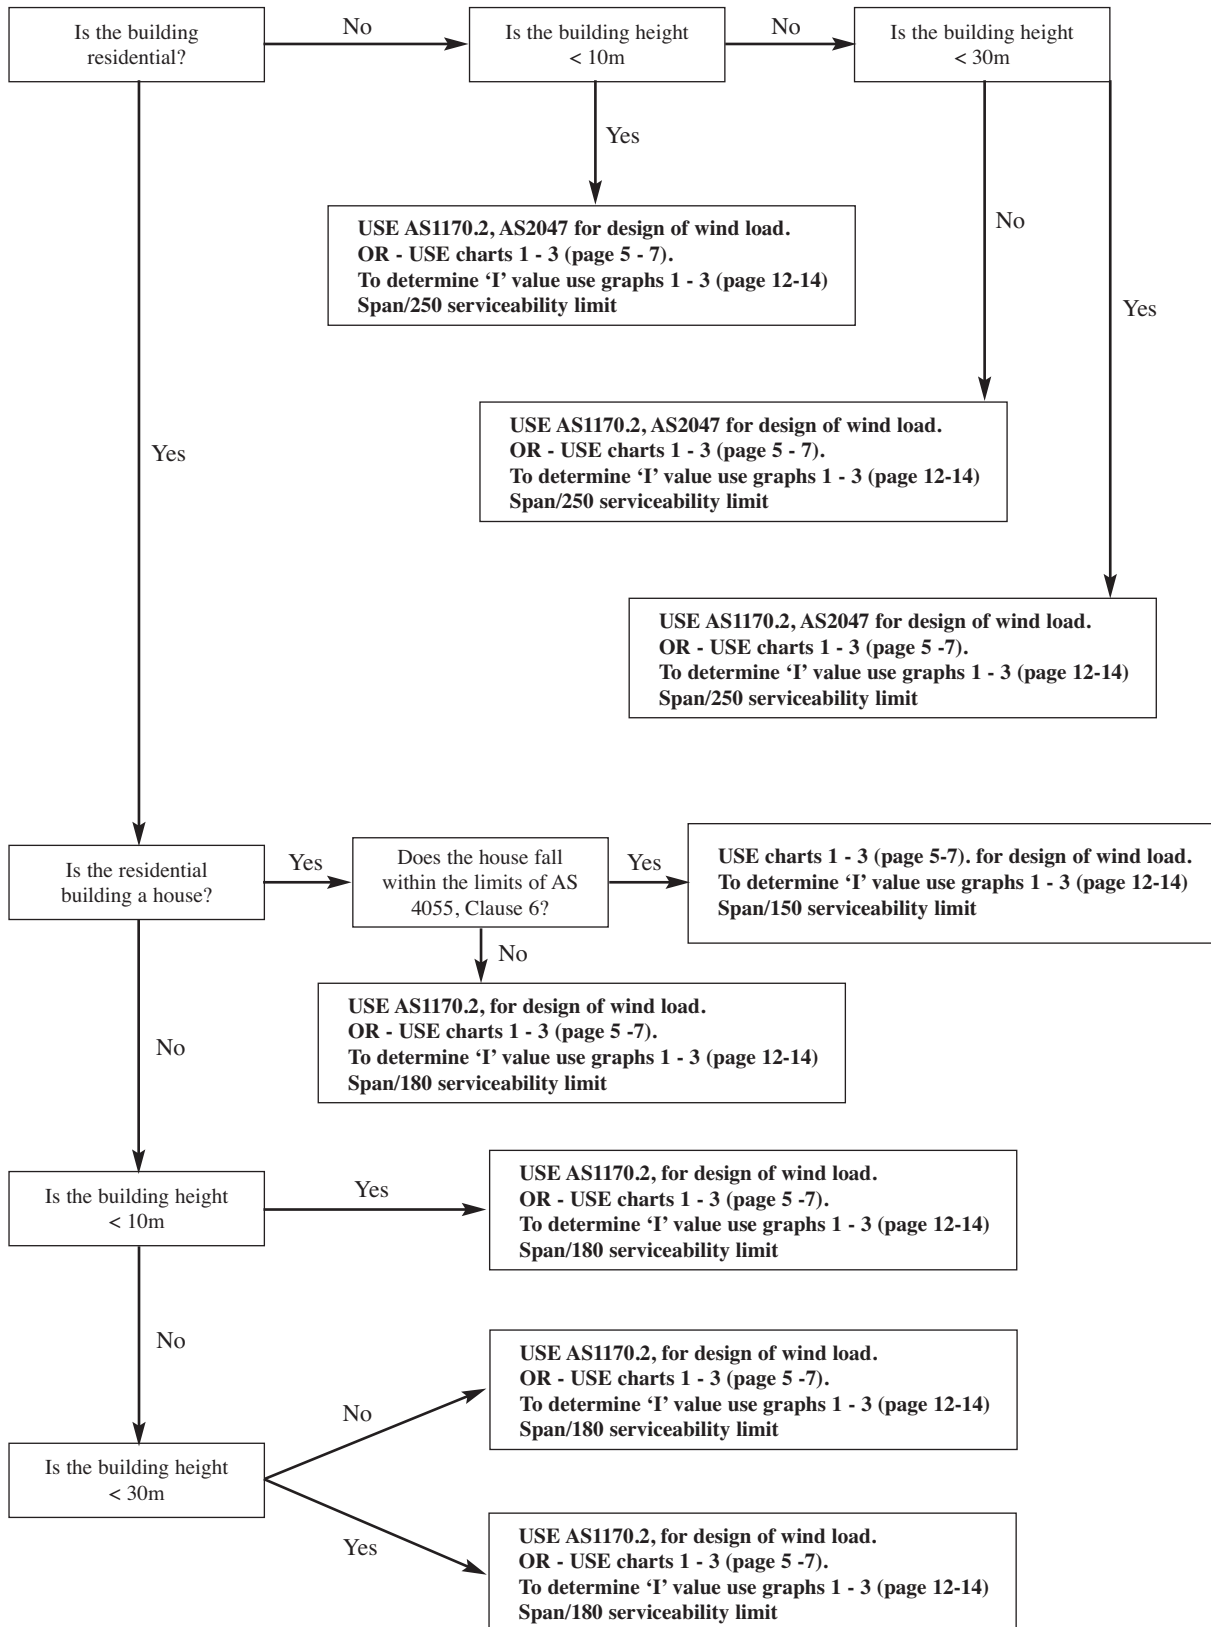 Is the building
residential?
No
Is the building height
< 10m
No
Is the building height
< 30m
Yes
USE AS1170.2, AS2047 for design of wind load.
OR - USE charts 1 - 3 (page 5 - 7).
To determine ‘I’ value use graphs 1 - 3 (page 12-14)
Span/250 serviceability limit
No
Yes
USE AS1170.2, AS2047 for design of wind load.
OR - USE charts 1 - 3 (page 5 - 7).
To determine ‘I’ value use graphs 1 - 3 (page 12-14)
Span/250 serviceability limit
Yes
USE AS1170.2, AS2047 for design of wind load.
OR - USE charts 1 - 3 (page 5 -7).
To determine ‘I’ value use graphs 1 - 3 (page 12-14)
Span/250 serviceability limit
Is the residential
building a house?
Yes
Does the house fall
within the limits of AS
4055, Clause 6?
Yes
USE charts 1 - 3 (page 5-7). for design of wind load.
To determine ‘I’ value use graphs 1 - 3 (page 12-14)
Span/150 serviceability limit
No
USE AS1170.2, for design of wind load.
OR - USE charts 1 - 3 (page 5 -7).
To determine ‘I’ value use graphs 1 - 3 (page 12-14)
Span/180 serviceability limit
No
Is the building height
< 10m
Yes
USE AS1170.2, for design of wind load.
OR - USE charts 1 - 3 (page 5 -7).
To determine ‘I’ value use graphs 1 - 3 (page 12-14)
Span/180 serviceability limit
No
Is the building height
< 30m
No
USE AS1170.2, for design of wind load.
OR - USE charts 1 - 3 (page 5 -7).
To determine ‘I’ value use graphs 1 - 3 (page 12-14)
Span/180 serviceability limit
Yes
USE AS1170.2, for design of wind load.
OR - USE charts 1 - 3 (page 5 -7).
To determine ‘I’ value use graphs 1 - 3 (page 12-14)
Span/180 serviceability limit